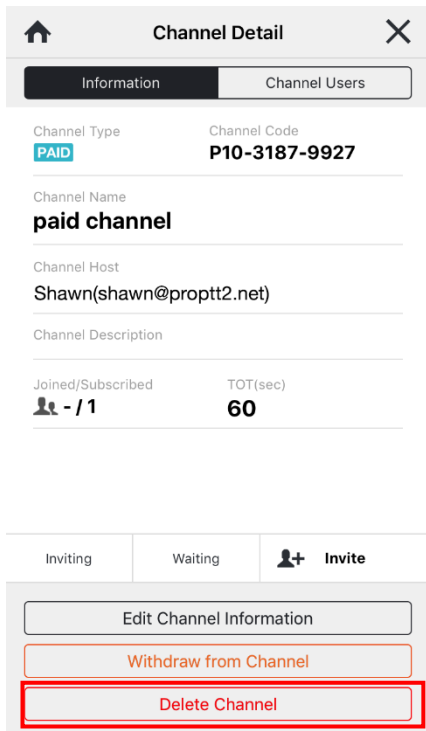 Channel Detail
Information Channel Users
Channel Type Channel Code
PAID P10-3187-9927
Channel Name
paid channel
Channel Host
Shawn(shawn@proptt2.net)
Channel Description
Joined/Subscribed TOT(sec)
- / 1 60
Inviting Waiting Invite
Edit Channel Information
Withdraw from Channel
Delete Channel